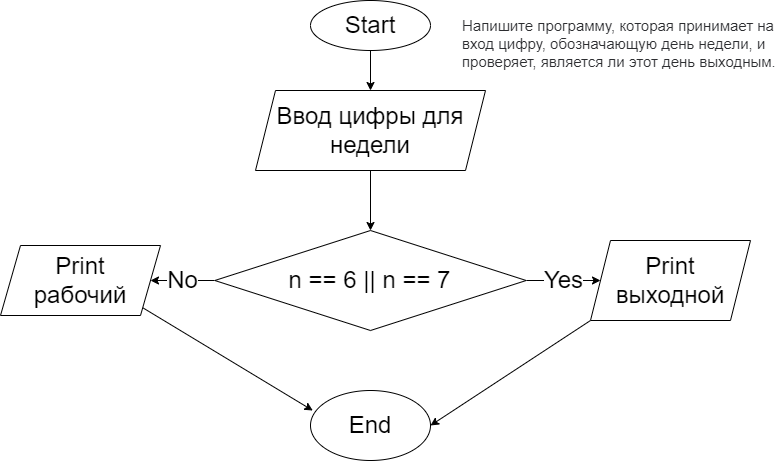 Start
Напишите программу, которая принимает на
вход цифру, обозначающую день недели, и
проверяет, является ли этот день выходным.
Ввод цифры для
недели
n == 6 || n == 7
No
Yes
Print
рабочий
Print
выходной
End